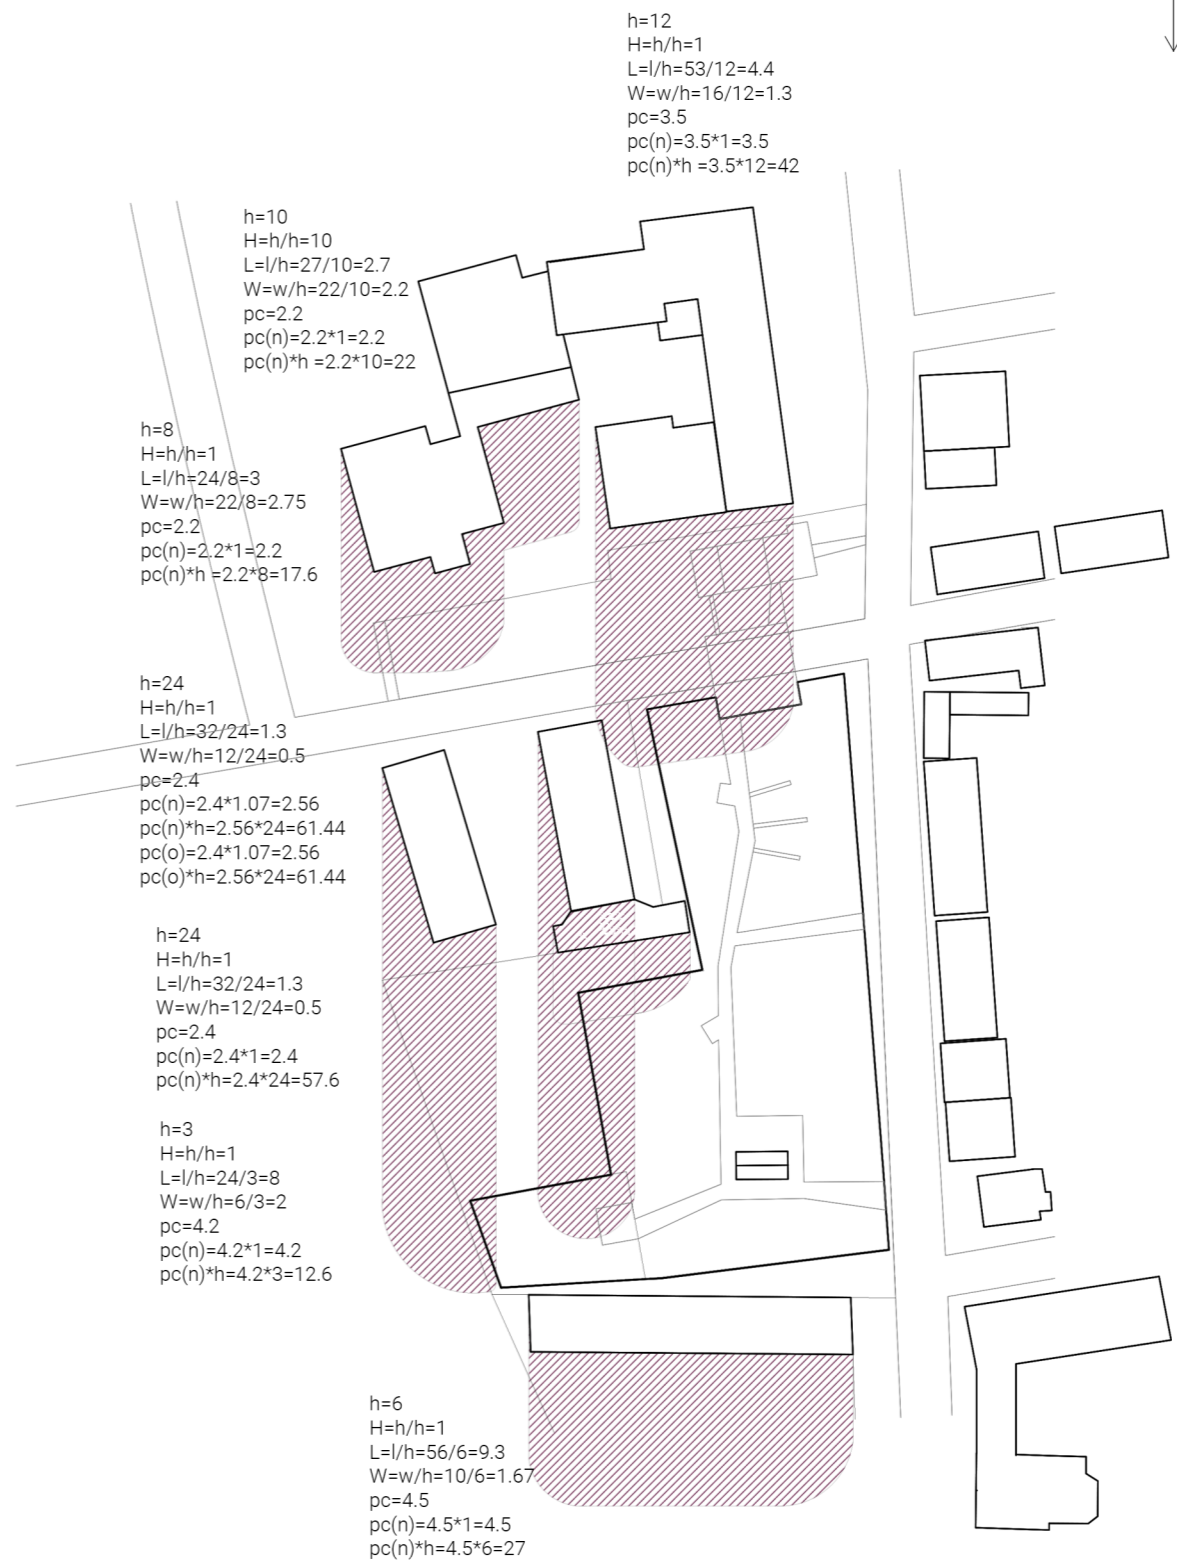 h=12
H=h/h=1
L=l/h=53/12=4.4
W=w/h=16/12=1.3
pc=3.5
pc(n)=3.5*1=3.5
pc(n)*h =3.5*12=42
h=10
H=h/h=10
L=l/h=27/10=2.7
W=w/h=22/10=2.2
pc=2.2
pc(n)=2.2*1=2.2
pc(n)*h =2.2*10=22
h=8
H=h/h=1
L=l/h=24/8=3
W=w/h=22/8=2.75
pc=2.2
pc(n)=2.2*1=2.2
pc(n)*h =2.2*8=17.6
h=24
H=h/h=1
L=l/h=32/24=1.3
W=w/h=12/24=0.5
pc=2.4
pc(n)=2.4*1.07=2.56
pc(n)*h=2.56*24=61.44
pc(o)=2.4*1.07=2.56
pc(o)*h=2.56*24=61.44
h=24
H=h/h=1
L=l/h=32/24=1.3
W=w/h=12/24=0.5
pc=2.4
pc(n)=2.4*1=2.4
pc(n)*h=2.4*24=57.6
h=3
H=h/h=1
L=l/h=24/3=8
W=w/h=6/3=2
pc=4.2
pc(n)=4.2*1=4.2
pc(n)*h=4.2*3=12.6
h=6
H=h/h=1
L=l/h=56/6=9.3
W=w/h=10/6=1.67
pc=4.5
pc(n)=4.5*1=4.5
pc(n)*h=4.5*6=27